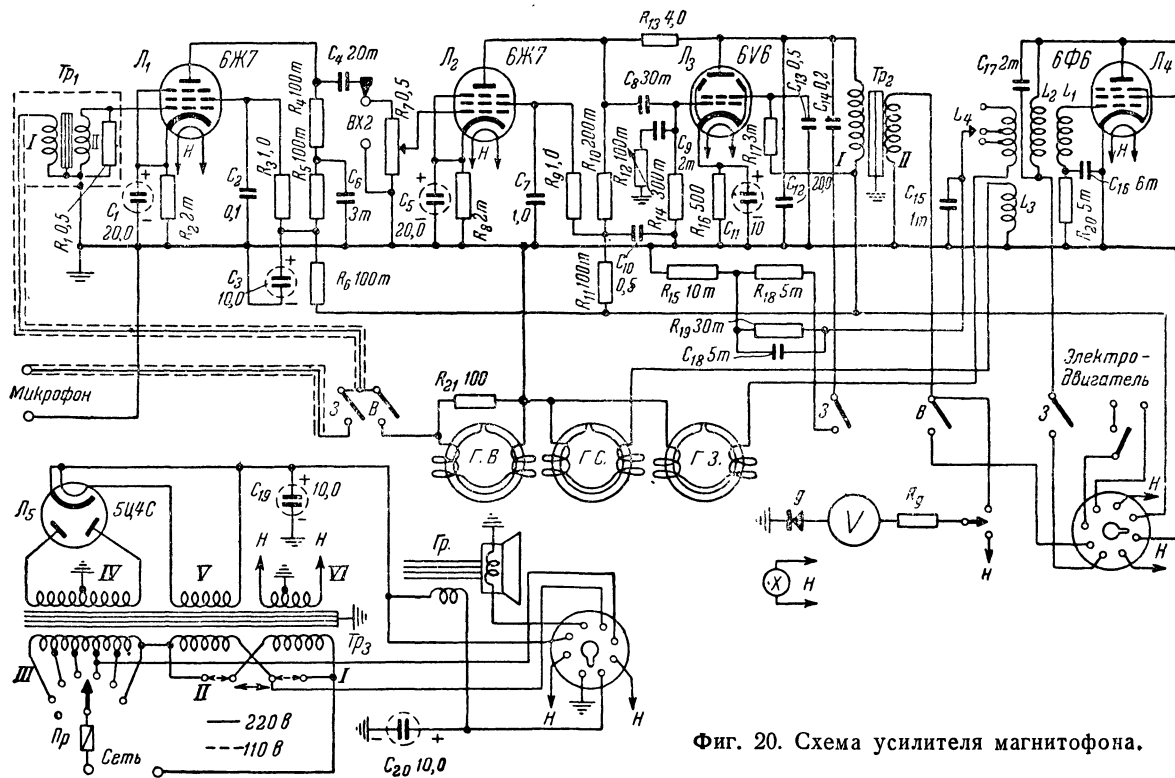 R13 4,0
Л1
6Ж7
C4 20т
Л2
6Ж7
C8 30т
Л3
6V6
C13 0,5
C14 0,2
Тр2
C17 2т
6Ф6
Л4
Тр1
I
II
R4 100т
ВХ2
R7 0,5
R10 200т
R12 100т
C9
2т
R17 3т
I
II
L4
L2
L1
Н
R3 1,0
R5 100т
Н
R9 1,0
300т
R14
Н
Н
C1
20,0
R2 2т
C2
0,1
C6
3т
C5
20,0
R8 2т
C7
1,0
R16 500
C11
10
C12
20,0
C15
1т
L3
R20 5т
C16 6т
R1 0,5
C3
10,0
R6 100т
R11 100т
C10
0,5
R15 10т
R18 5т
R19 30т
C18 5т
Микрофон
З
В
R21 100
З
В
З
Электро-
двигатель
Г.В
Г.С.
Г.З.
Л5
5Ц4С
C19
10,0
Н
Н
Гр.
g
V
Rg
Н
Н
Н
IV
V
VI
X
Н
Тр3
III
II
I
Пр
Сеть
220 В
110 В
C20 10,0
Н
Н
Фиг. 20. Схема усилителя магнитофона.